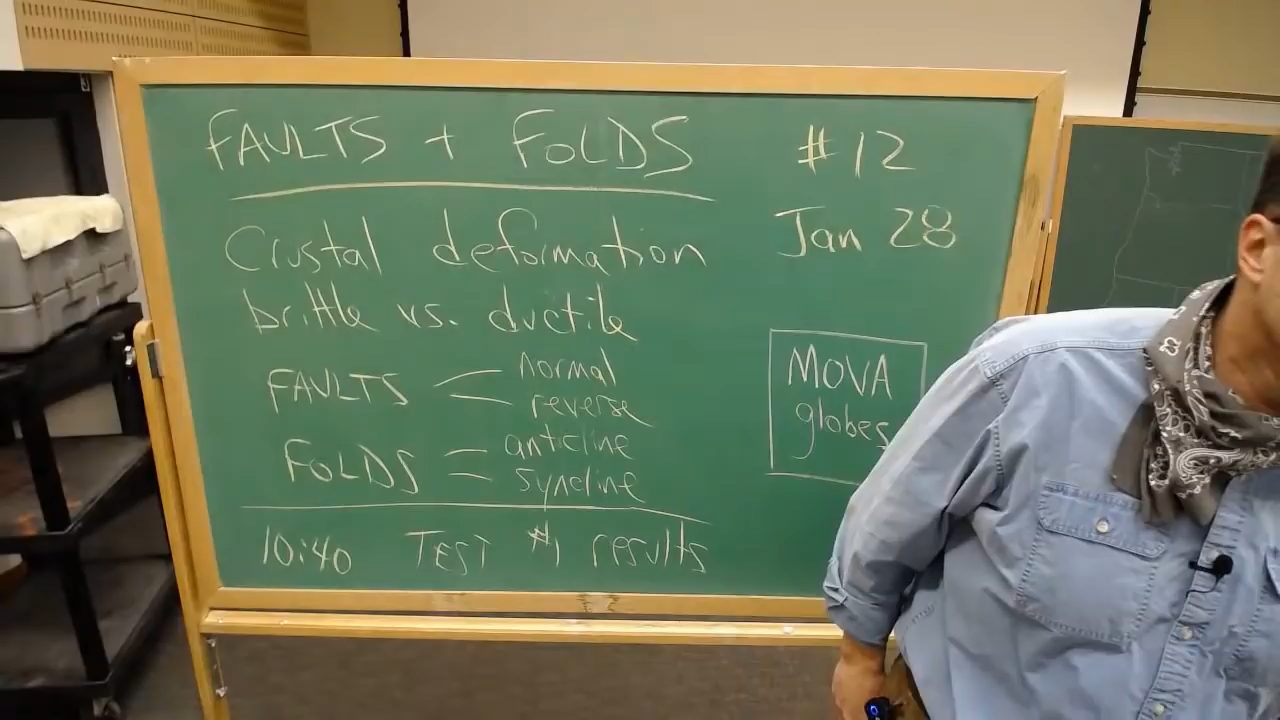 FAULTS + FOLDS #12
Crustal deformation Jan 28
brittle vs. ductile
FAULTS normal
reverse
FOLDS anticline
syncline
MOVA
globes
10:40 TEST #1 results